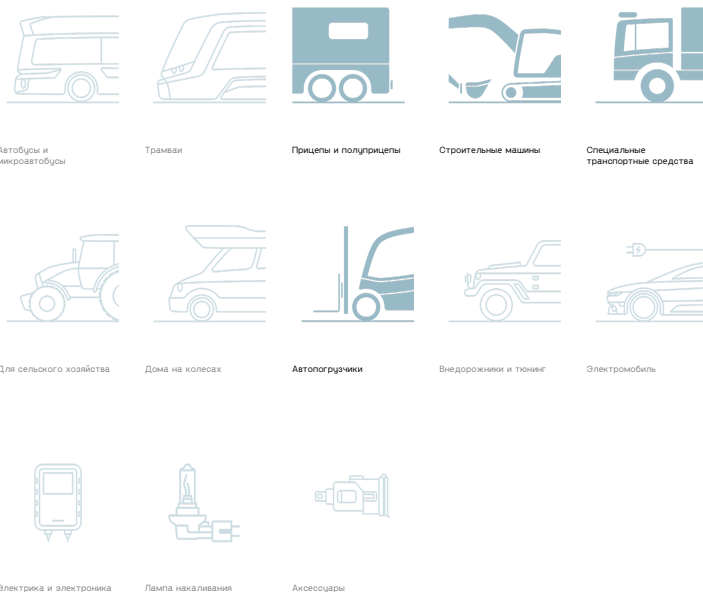 Автобусы и
микроавтобусы
Трамваи
Прицепы и полуприцепы
Строительные машины
Специальные
транспортные средства
Для сельского хозяйства
Дома на колесах
Автопогрузчики
Внедорожники и тюнинг
Электромобиль
Электрика и электроника
Лампа накаливания
Аксессуары